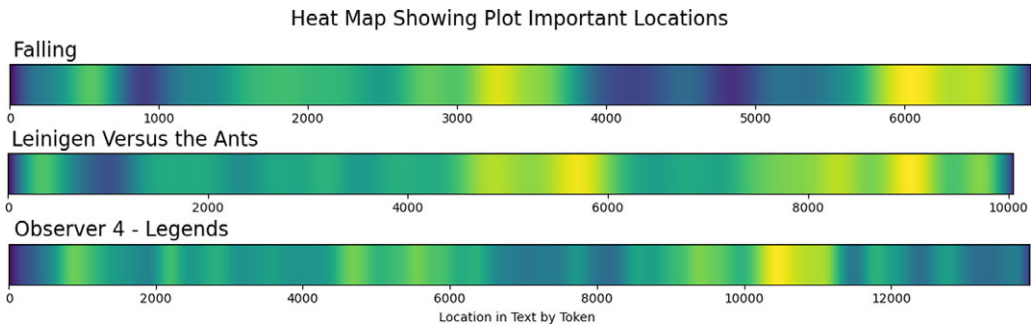 Heat Map Showing Plot Important Locations
Falling
0 1000 2000 3000 4000 5000 6000
Leinigen Versus the Ants
0 2000 4000 6000 8000 10000
Observer 4 - Legends
0 2000 4000 6000 8000 10000 12000
Location in Text by Token